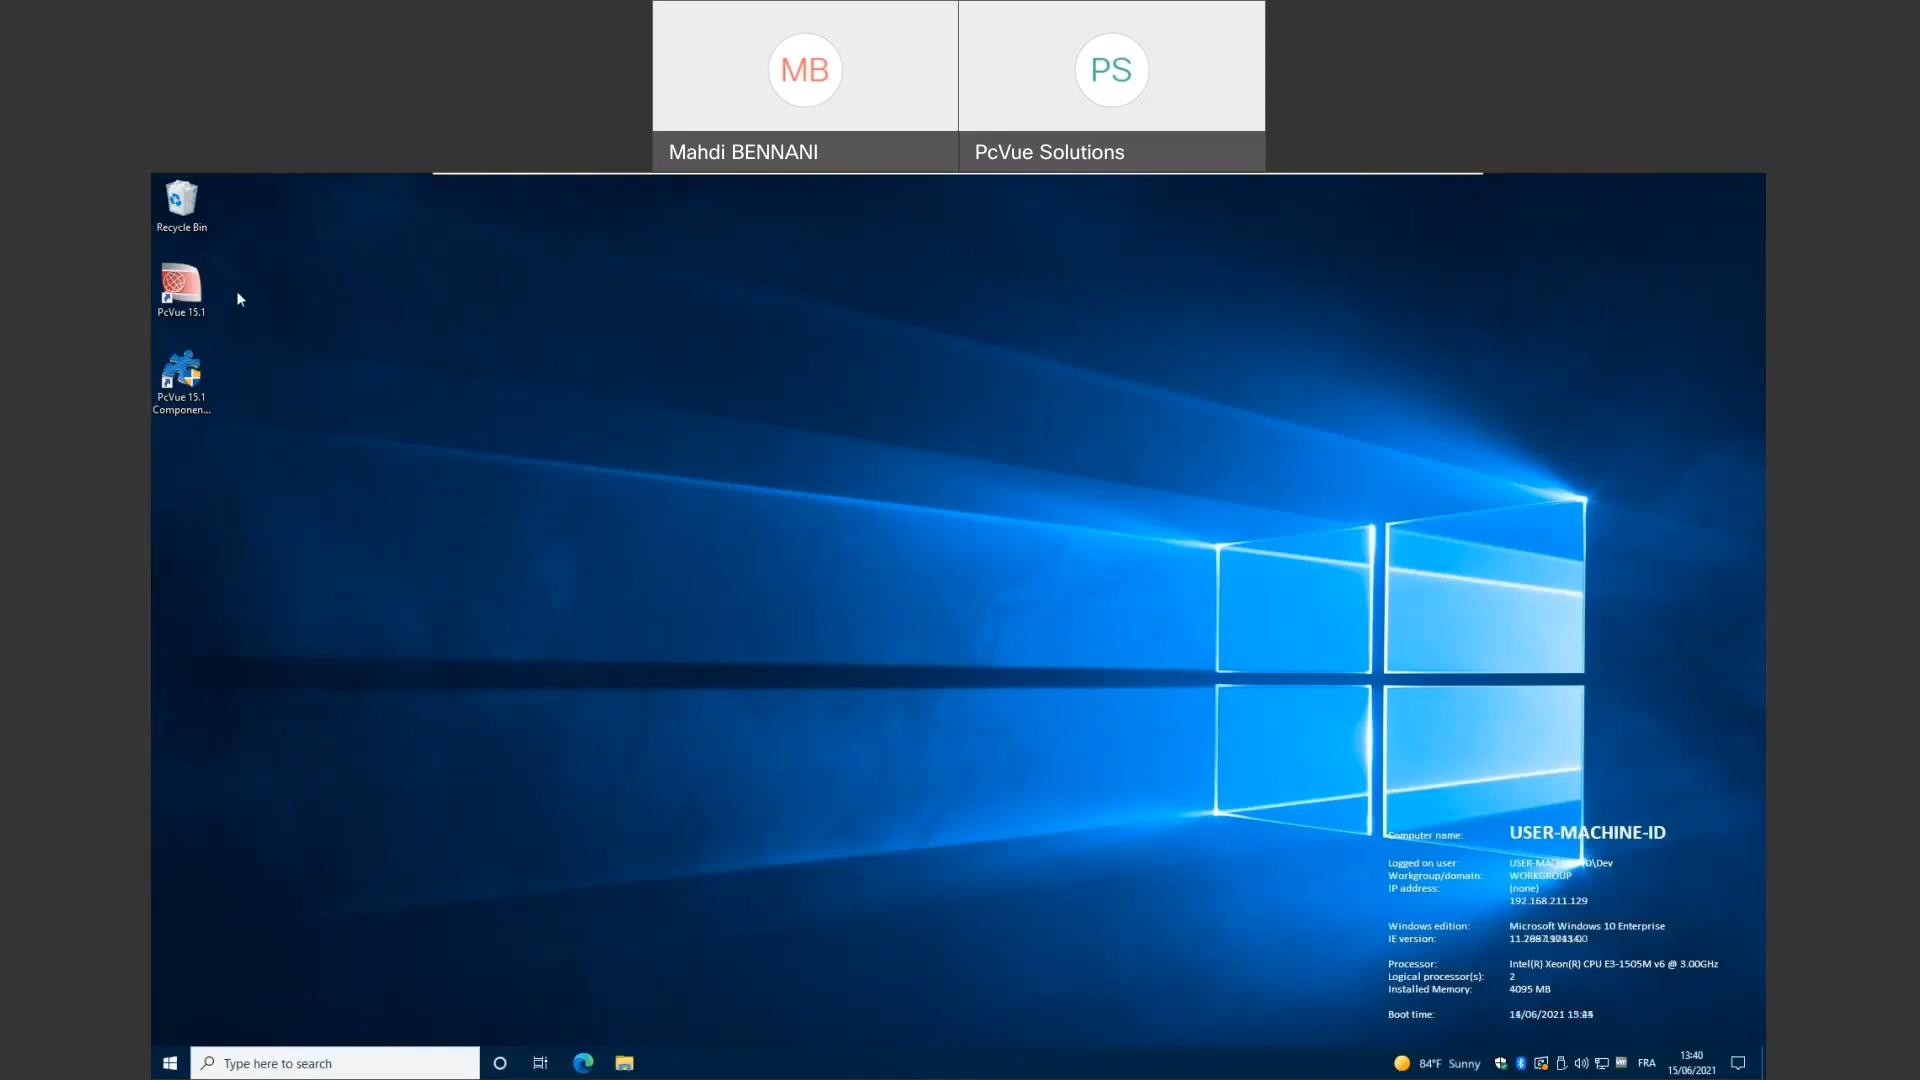 MB
PS
Mahdi BENNANI
PcVue Solutions
Recycle Bin
PcVue 15.1
PcVue 15.1
Componen...
Computer name: USER-MACHINE-ID
Logged on user:
Workgroup/domain: WORKGROUP
IP address: (none)
192.168.211.129
Windows edition: Microsoft Windows 10 Enterprise
IE version:
Processor: Intel(R) Xeon(R) CPU E3-1505M v6 @ 3.00GHz
Logical processor(s): 2
Installed Memory: 4095 MB
Boot time:
Type here to search
84°F Sunny
FRA
13:40
15/06/2021